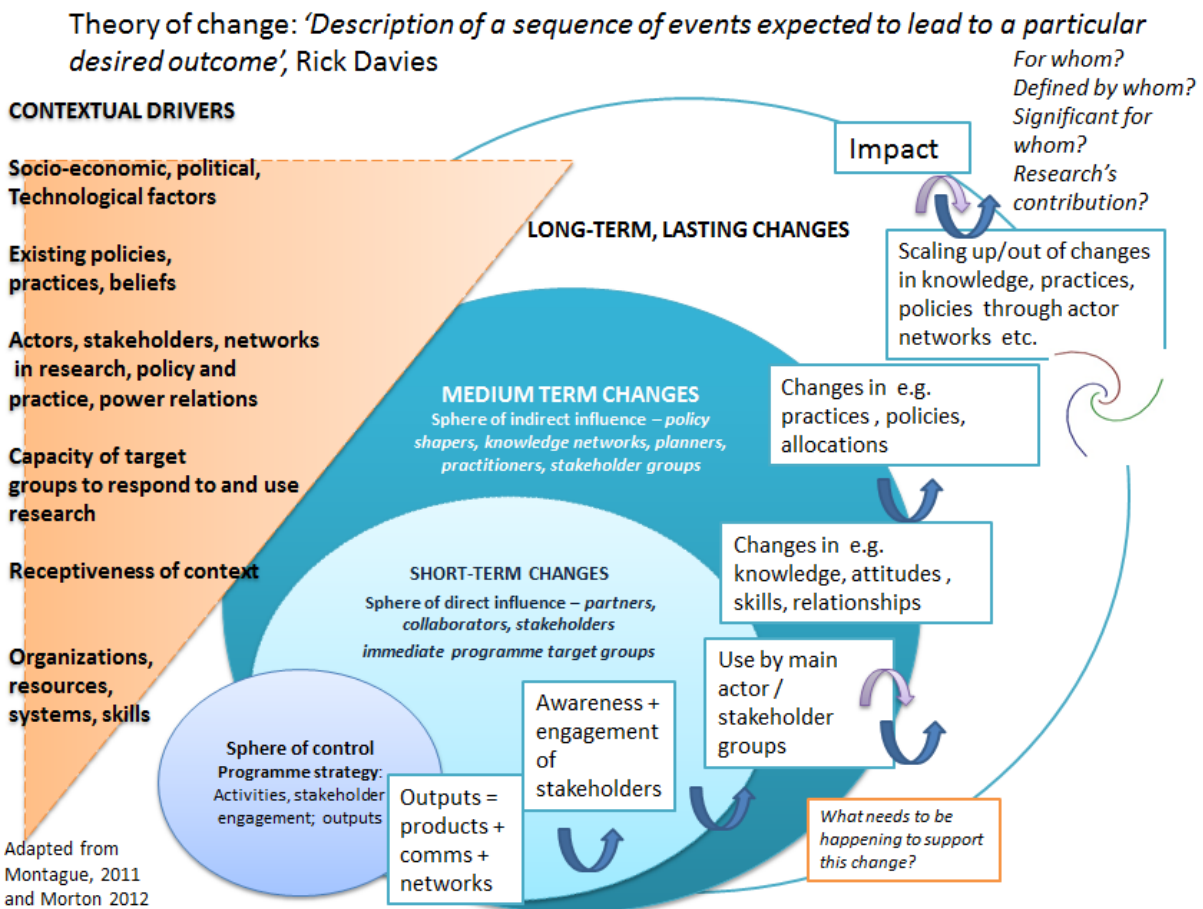 Theory of change: ‘Description of a sequence of events expected to lead to a particular
desired outcome’, Rick Davies
For whom?
Defined by whom?
Significant for
whom?
Research’s
contribution?
CONTEXTUAL DRIVERS
Socio-economic, political,
Technological factors
Existing policies,
practices, beliefs
Actors, stakeholders, networks
in research, policy and
practice, power relations
Capacity of target
groups to respond to and use
research
Receptiveness of context
Organizations,
resources,
systems, skills
Adapted from
Montague, 2011
and Morton 2012
Impact
LONG-TERM, LASTING CHANGES
Scaling up/out of changes
in knowledge, practices,
policies through actor
networks etc.
MEDIUM TERM CHANGES
Sphere of indirect influence – policy
shapers, knowledge networks, planners,
practitioners, stakeholder groups
Changes in e.g.
practices , policies,
allocations
SHORT-TERM CHANGES
Sphere of direct influence – partners,
collaborators, stakeholders
immediate programme target groups
Changes in e.g.
knowledge, attitudes ,
skills, relationships
Use by main
actor /
stakeholder
groups
Awareness +
engagement
of
stakeholders
Sphere of control
Programme strategy:
Activities, stakeholder
engagement; outputs
Outputs =
products +
comms +
networks
What needs to be
happening to support
this change?